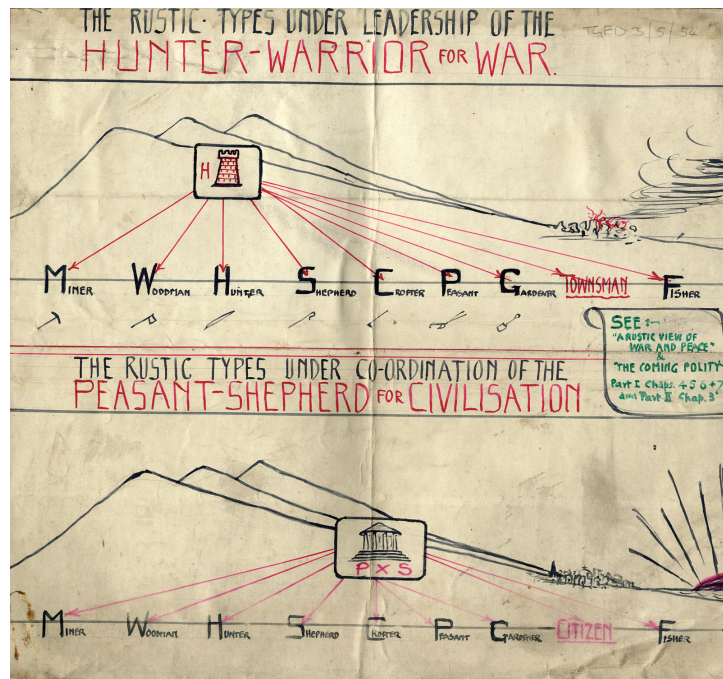 THE RUSTIC TYPES UNDER LEADERSHIP OF THE
TGED 3/5/54
HUNTER-WARRIOR FOR WAR.
H
MINER WOODMAN HUNTER SHEPHERD CROFTER PEASANT GARDENER TOWNSMAN FISHER
SEE:-
"A RUSTIC VIEW OF
WAR AND PEACE"
&
"THE COMING POLITY"
Part I Chaps. 4 5 6 + 7
and Part II Chap. 3
THE RUSTIC TYPES UNDER CO-ORDINATION OF THE
PEASANT-SHEPHERD FOR CIVILISATION
P X S
MINER WOODMAN HUNTER SHEPHERD CROFTER PEASANT GARDENER CITIZEN FISHER